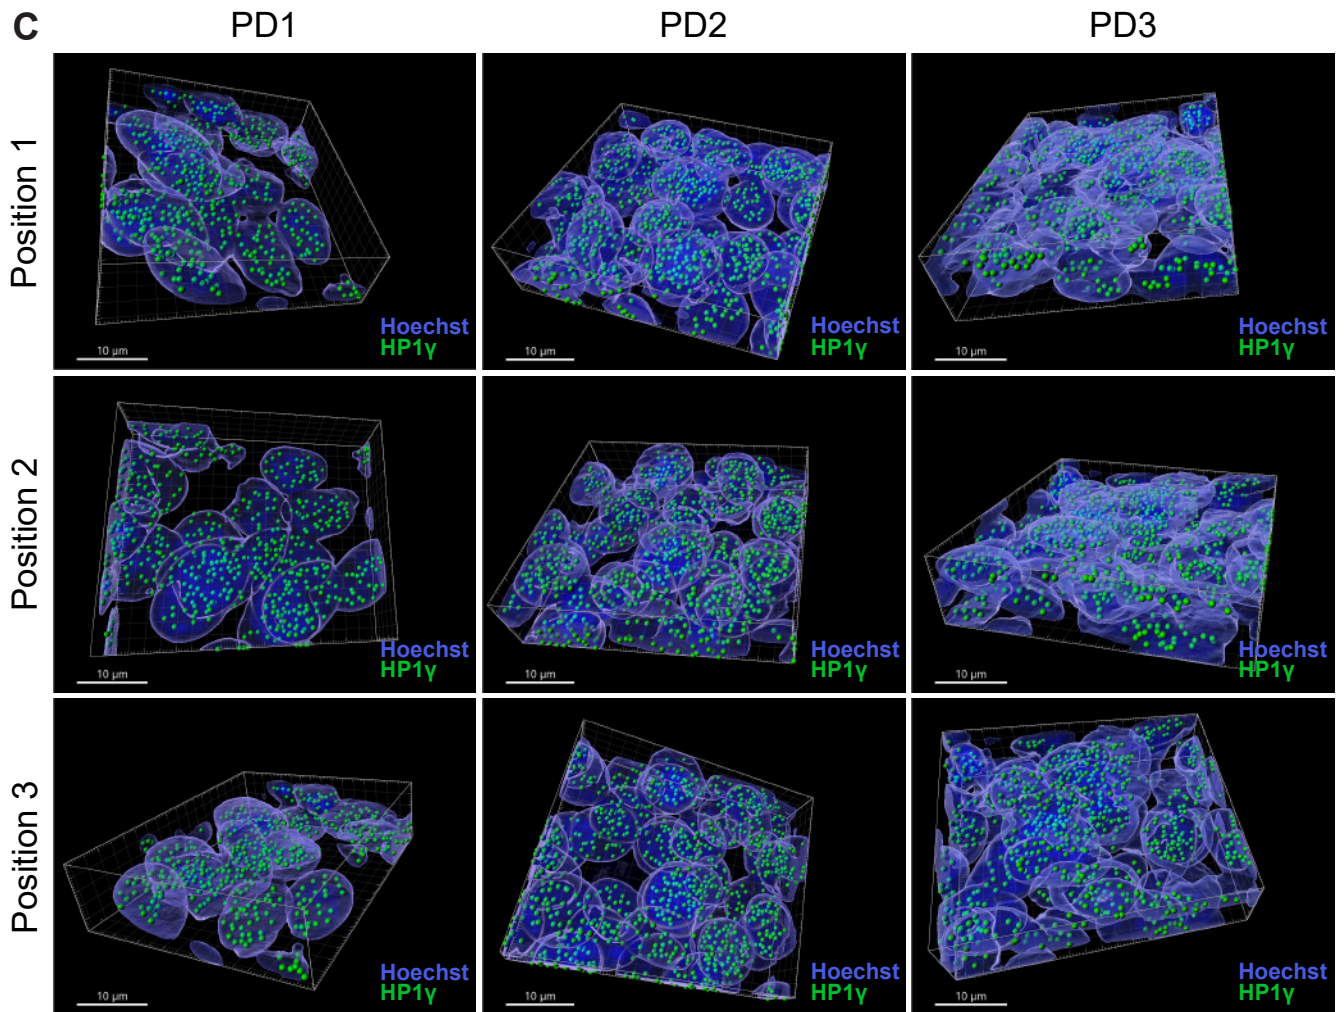 C
PD1 PD2 PD3
Position 1
Hoechst
HP1γ
10 μm
Hoechst
HP1γ
10 μm
Hoechst
HP1γ
10 μm
Position 2
Hoechst
HP1γ
10 μm
Hoechst
HP1γ
10 μm
Hoechst
HP1γ
10 μm
Position 3
Hoechst
HP1γ
10 μm
Hoechst
HP1γ
10 μm
Hoechst
HP1γ
10 μm